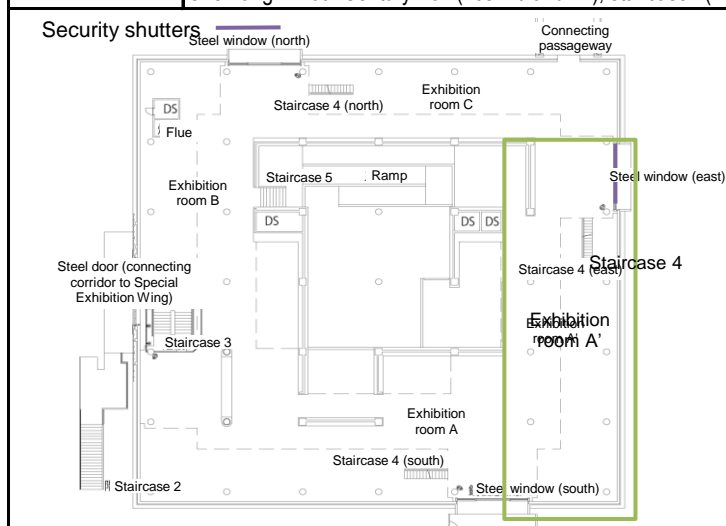 Security shutters
Steel window (north)
Connecting
passageway
Exhibition
room C
Staircase 4 (north)
DS
Flue
Exhibition
room B
Staircase 5
Ramp
Steel window (east)
DS
DS
DS
Steel door (connecting
corridor to Special
Exhibition Wing)
Staircase 4 (east)
Staircase 4
Exhibition
room A'
Exhibition
room A'
Staircase 3
Exhibition
room A
Staircase 4 (south)
Staircase 2
Steel window (south)